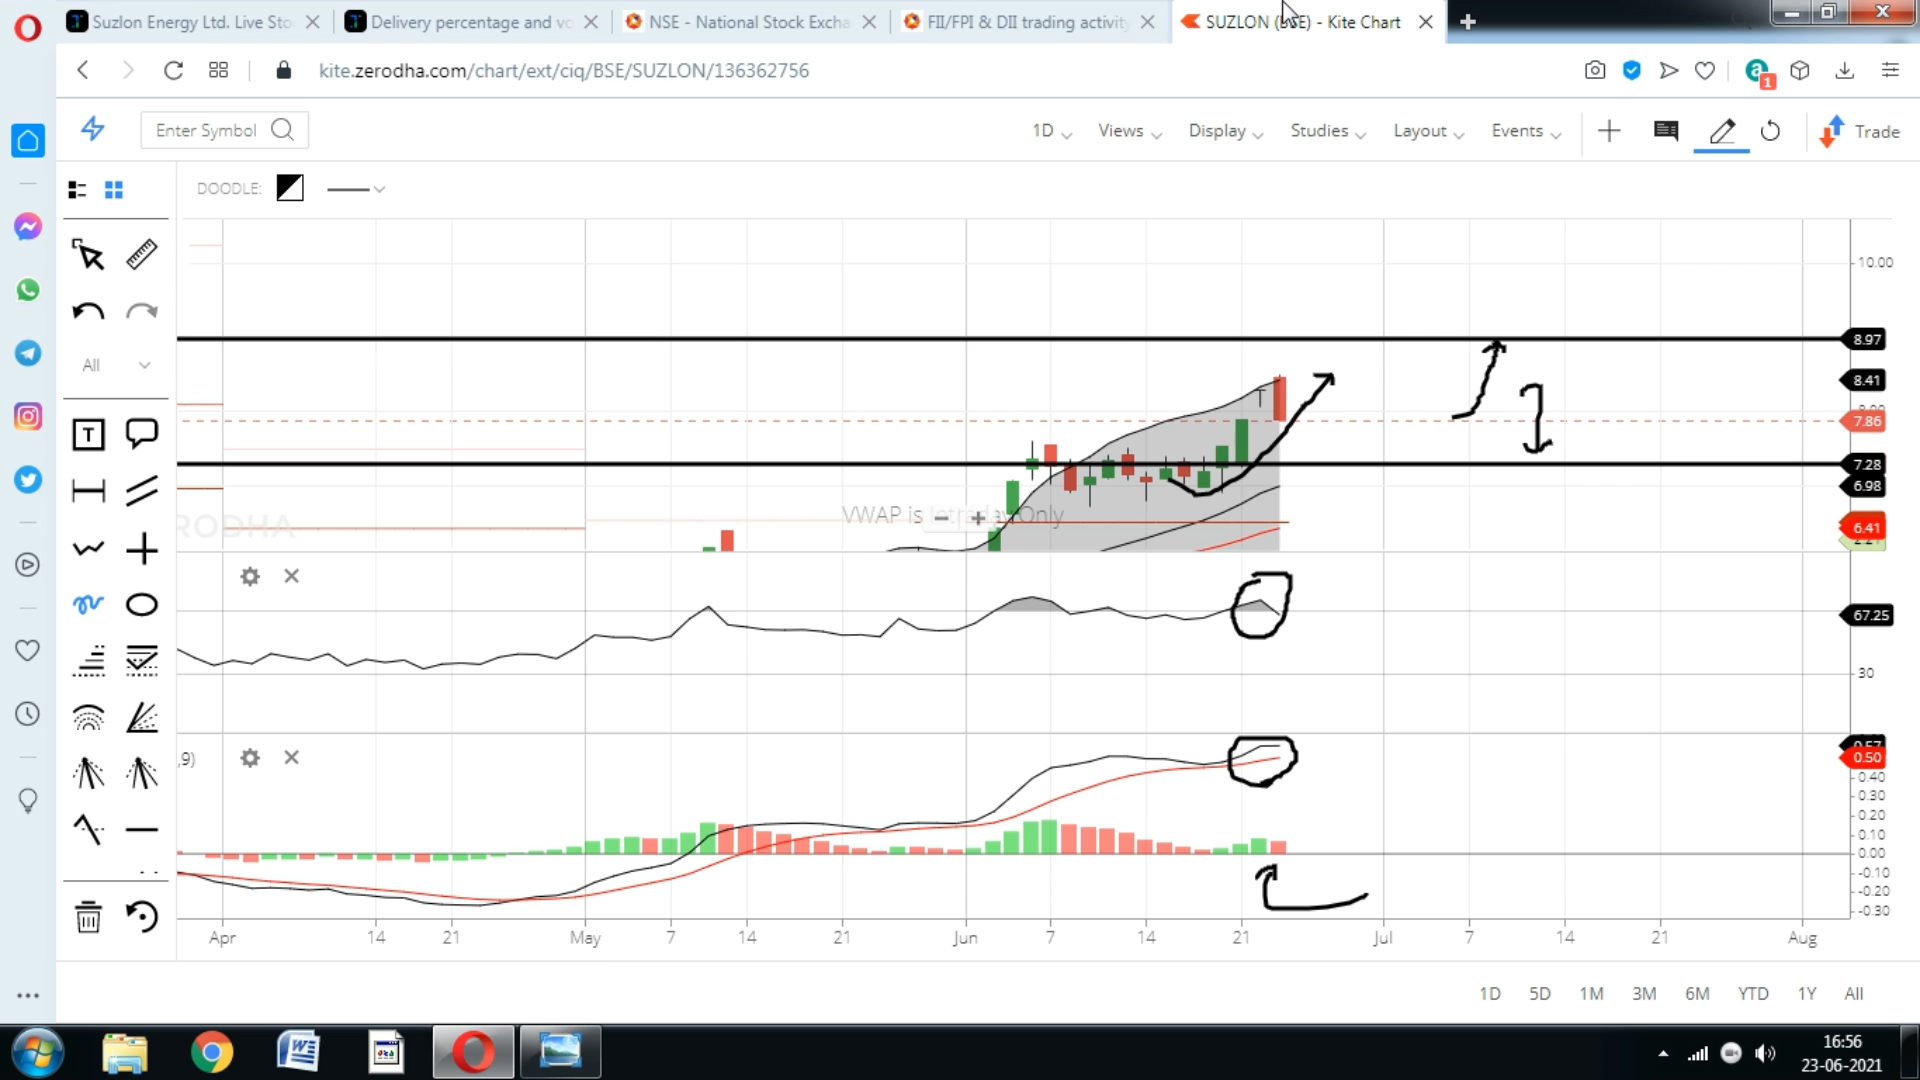 Suzlon Energy Ltd. Live Sto
Delivery percentage and vo
NSE - National Stock Excha
FII/FPI & DII trading activity
SUZLON (BSE) - Kite Chart
kite.zerodha.com/chart/ext/ciq/BSE/SUZLON/136362756
1
Enter Symbol
1D
Views
Display
Studies
Layout
Events
Trade
DOODLE:
All
T
10.00
8.97
8.41
7.86
7.28
6.98
6.41
T
VWAP is Intraday Only
RODHA
67.25
30
,9)
0.50
0.40
0.30
0.20
0.10
0.00
-0.10
-0.20
-0.30
Apr
14
21
May
7
14
21
Jun
7
14
21
Jul
7
14
21
Aug
1D
5D
1M
3M
6M
YTD
1Y
All
16:56
23-06-2021